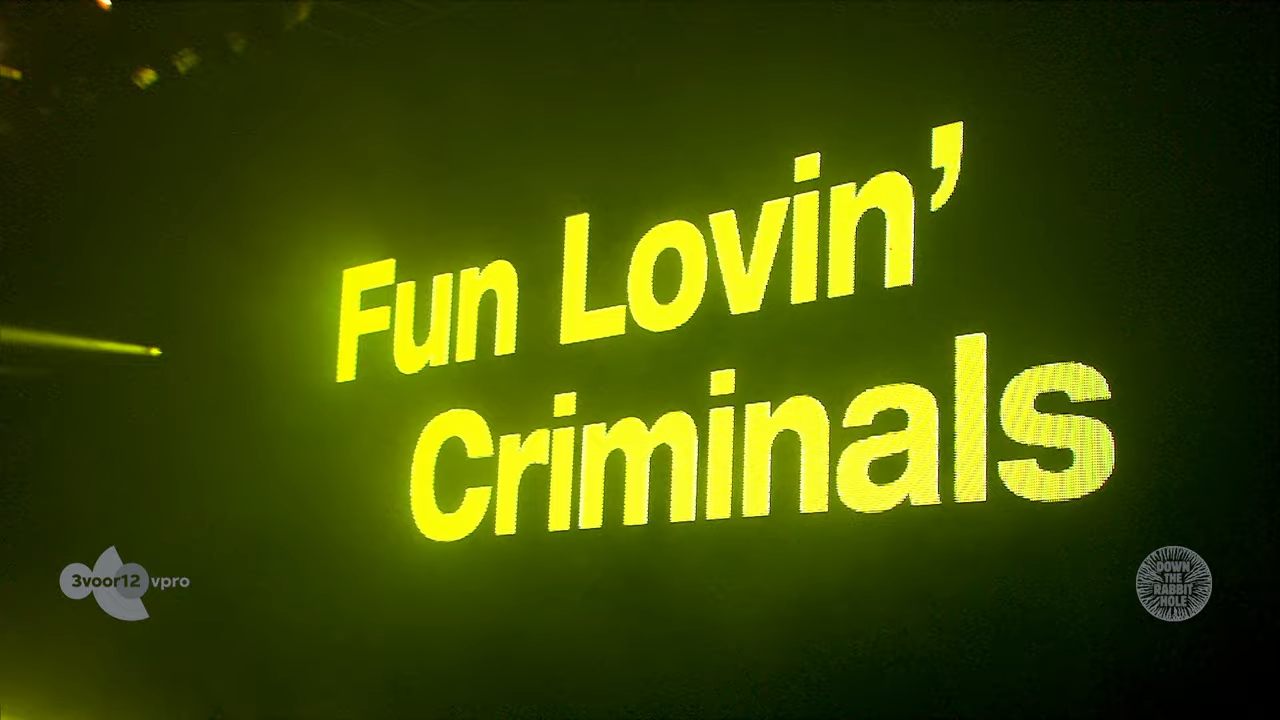 Fun Lovin’
Criminals
3voor12 vpro
DOWN
THE
RABBIT
HOLE